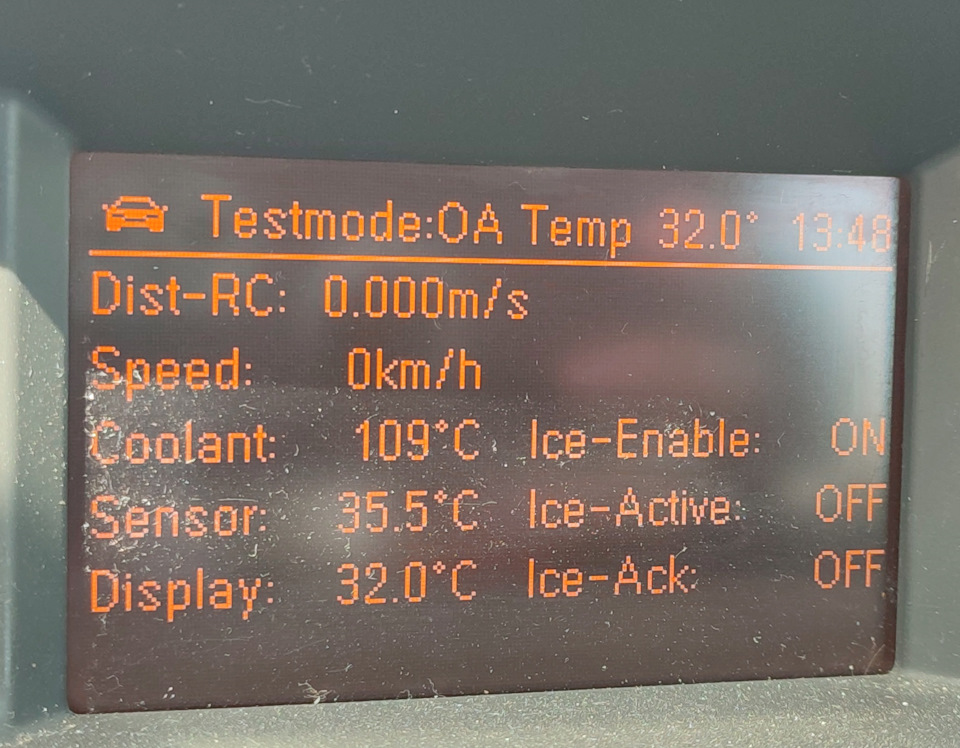 Testmode:OA Temp 32.0° 13:48
Dist-RC: 0.000m/s
Speed: 0km/h
Coolant: 109°C Ice-Enable: ON
Sensor: 35.5°C Ice-Active: OFF
Display: 32.0°C Ice-Ack: OFF